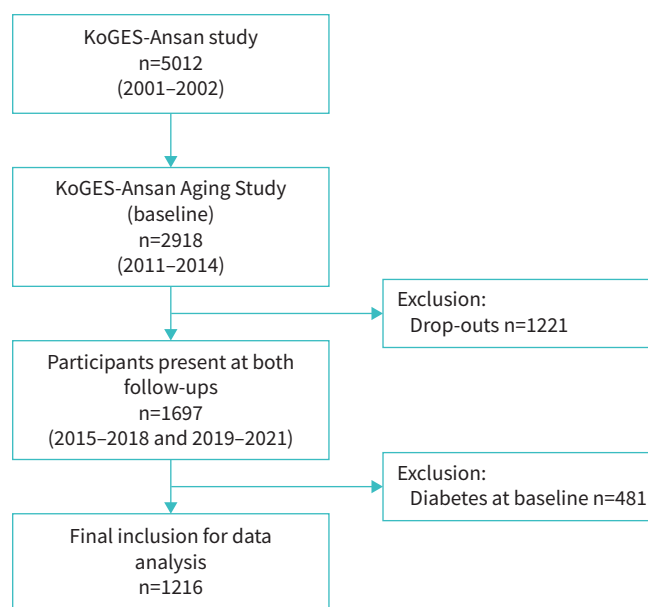 KoGES-Ansan study
n=5012
(2001–2002)
KoGES-Ansan Aging Study
(baseline)
n=2918
(2011–2014)
Exclusion:
Drop-outs n=1221
Participants present at both
follow-ups
n=1697
(2015–2018 and 2019–2021)
Exclusion:
Diabetes at baseline n=481
Final inclusion for data
analysis
n=1216